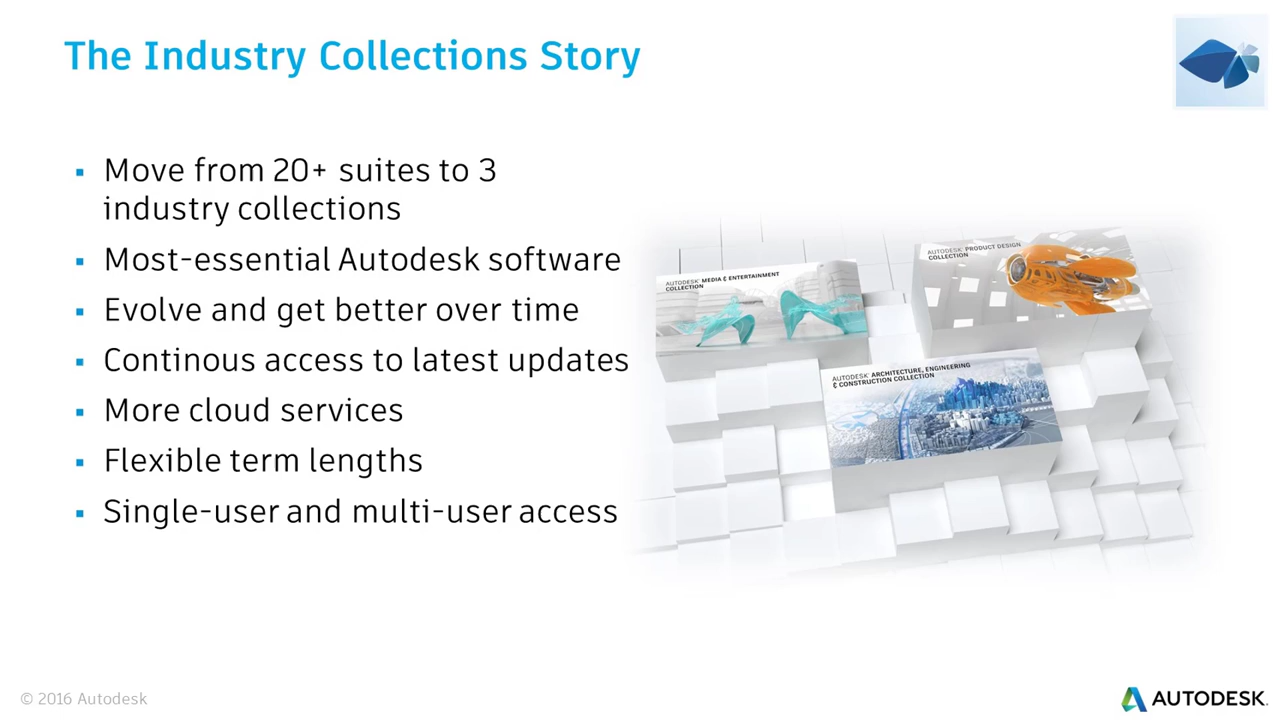 The Industry Collections Story
▪ Move from 20+ suites to 3
industry collections
▪ Most-essential Autodesk software
▪ Evolve and get better over time
▪ Continous access to latest updates
▪ More cloud services
▪ Flexible term lengths
▪ Single-user and multi-user access
AUTODESK® MEDIA & ENTERTAINMENT
COLLECTION
AUTODESK® PRODUCT DESIGN
COLLECTION
AUTODESK® ARCHITECTURE, ENGINEERING
& CONSTRUCTION COLLECTION
© 2016 Autodesk
AUTODESK.